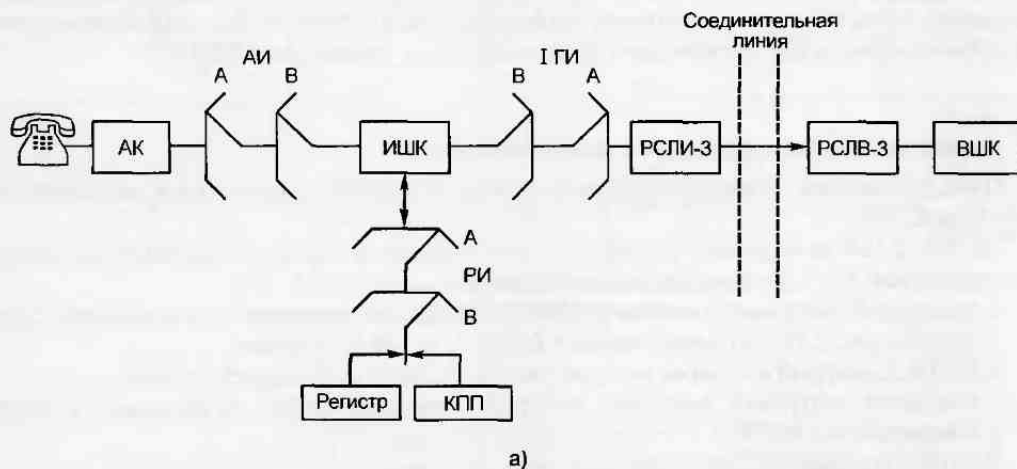 Соединительная
линия
АИ
А В
I ГИ
В А
АК
ИШК
РСЛИ-3
РСЛВ-3
ВШК
А
РИ
В
Регистр
КПП
а)